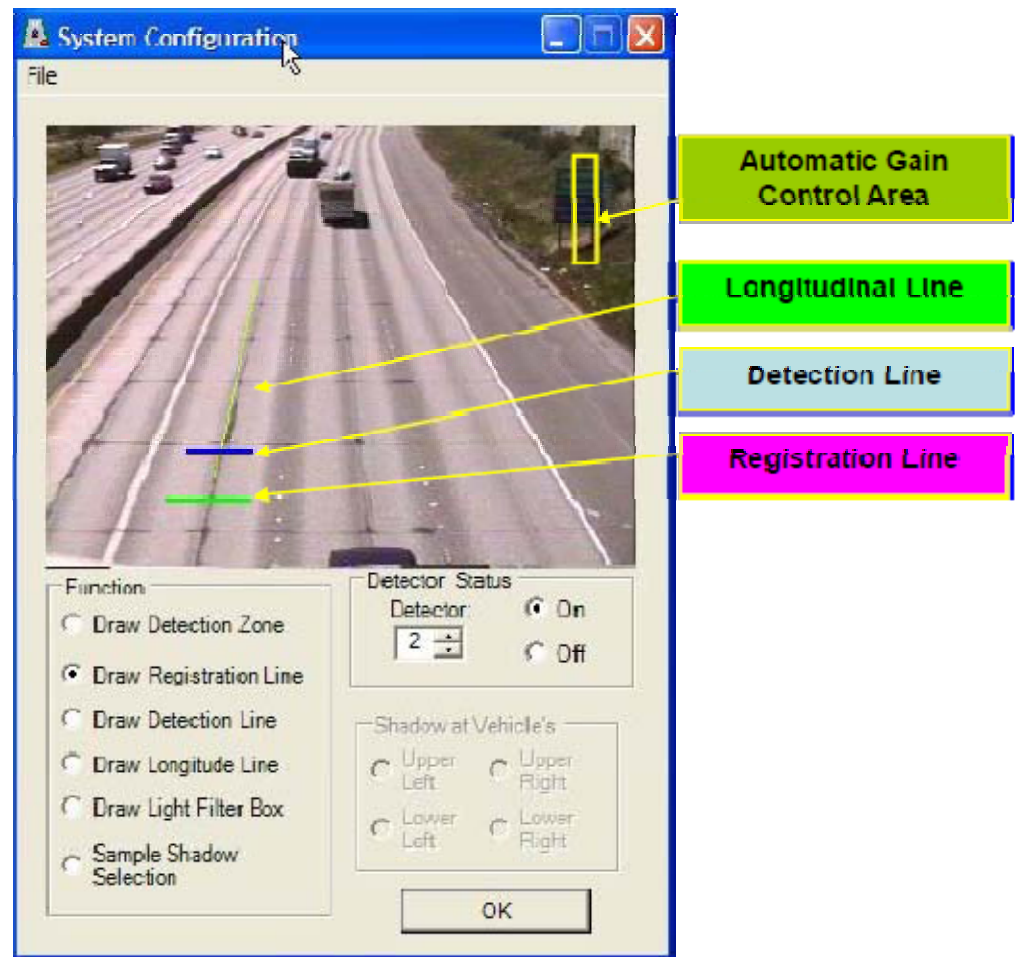 System Configuration
File
Automatic Gain
Control Area
Longitudinal Line
Detection Line
Registration Line
Function
Draw Detection Zone
Draw Registration Line
Draw Detection Line
Draw Longitude Line
Draw Light Filter Box
Sample Shadow
Selection
Detector Status
Detector:
2
On
Off
Shadow at Vehiclle's
Upper
Left
Upper
Right
Lower
Left
Lower
Right
OK